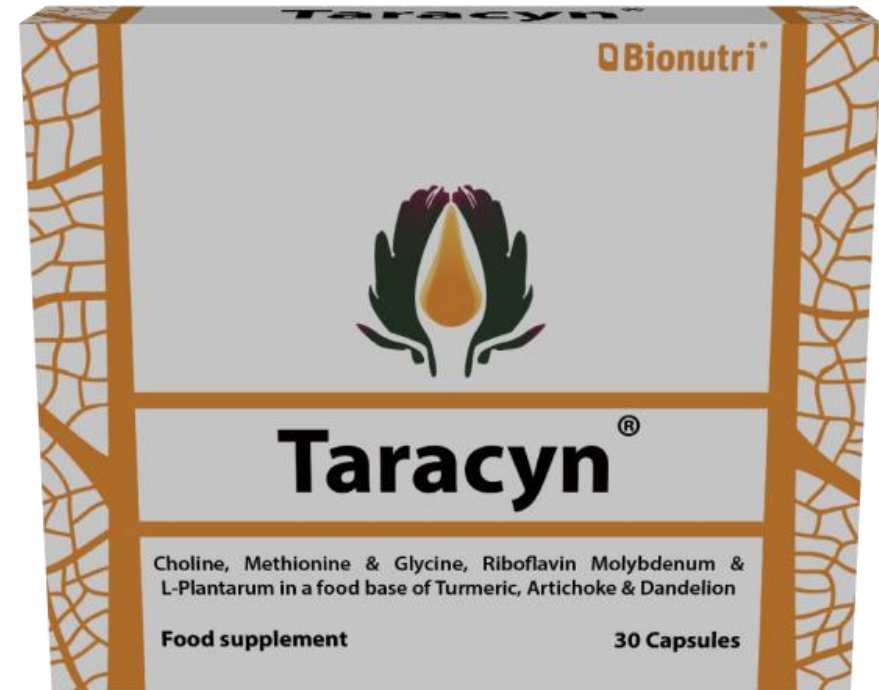 Taracyn®
Bionutri®
Taracyn®
Choline, Methionine & Glycine, Riboflavin Molybdenum &
L-Plantarum in a food base of Turmeric, Artichoke & Dandelion
Food supplement 30 Capsules